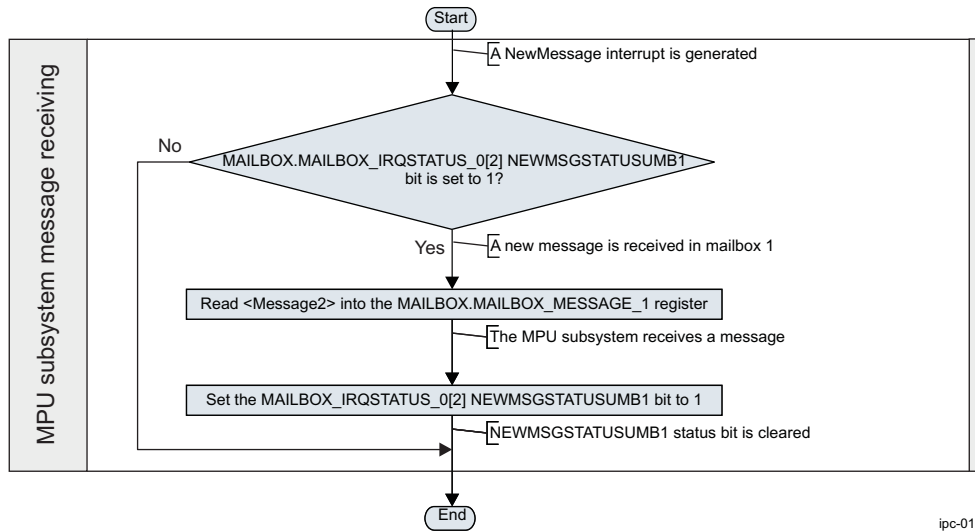 Start
A NewMessage interrupt is generated
MPU subsystem message receiving
No
MAILBOX.MAILBOX_IRQSTATUS_0[2] NEWMSGSTATUSUMB1
bit is set to 1?
Yes
A new message is received in mailbox 1
Read <Message2> into the MAILBOX.MAILBOX_MESSAGE_1 register
The MPU subsystem receives a message
Set the MAILBOX_IRQSTATUS_0[2] NEWMSGSTATUSUMB1 bit to 1
NEWMSGSTATUSUMB1 status bit is cleared
End
ipc-01